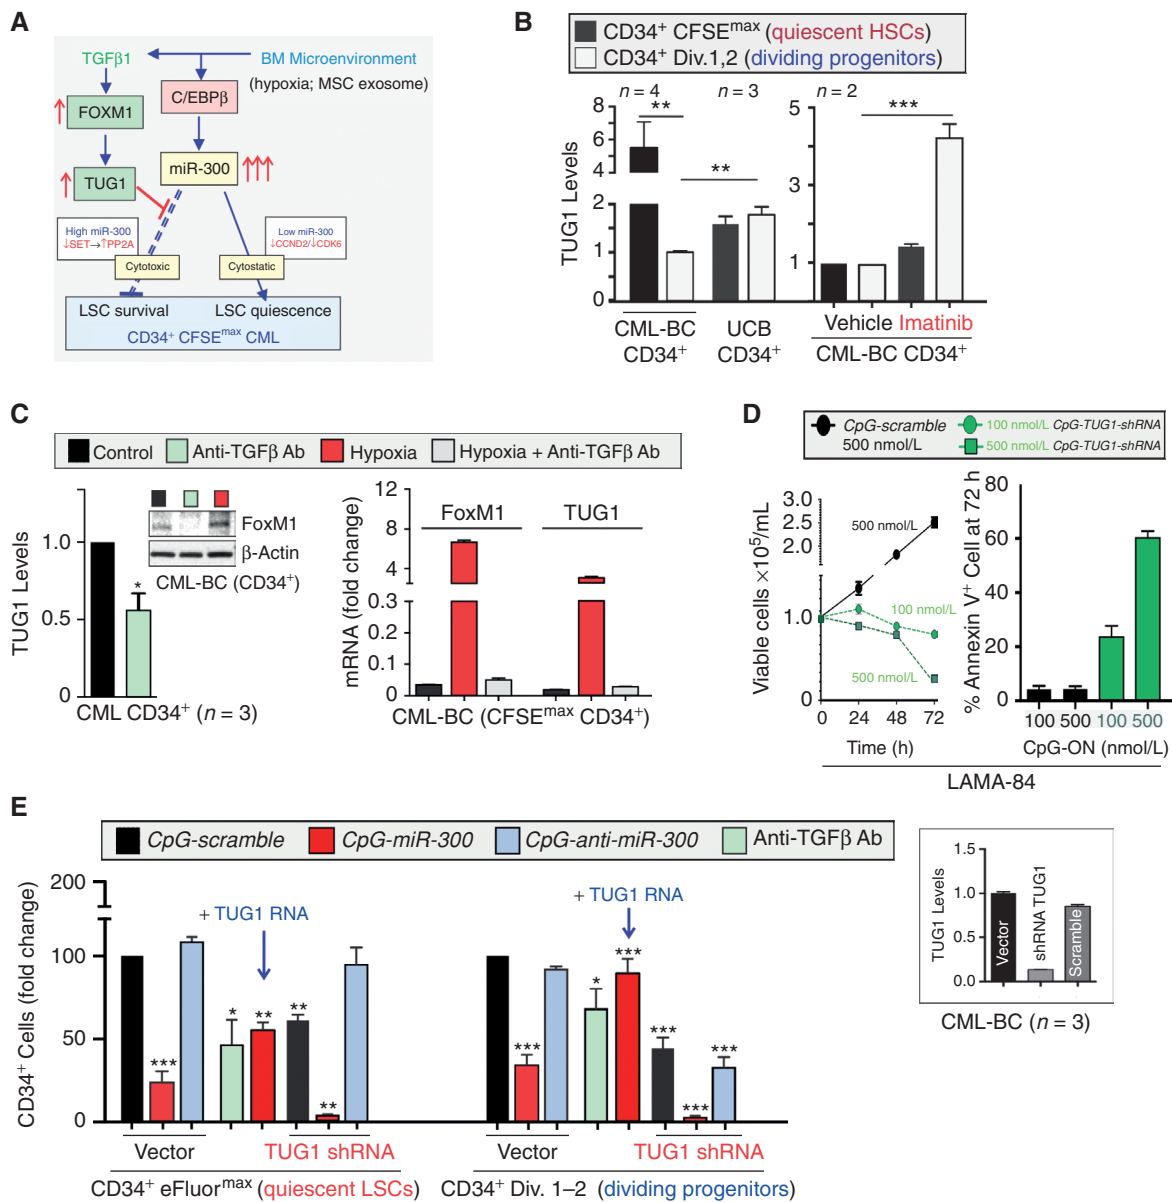 A
TGFβ1
BM Microenvironment
(hypoxia; MSC exosome)
C/EBPβ
FOXM1
TUG1
miR-300
High miR-300
↓SET→↑PP2A
Low miR-300
↓CCND2/↓CDK6
Cytotoxic
Cytostatic
LSC survival
LSC quiescence
CD34⁺ CFSEᵐᵃˣ CML
B
CD34⁺ CFSEᵐᵃˣ (quiescent HSCs)
CD34⁺ Div.1,2 (dividing progenitors)
n = 4
n = 3
n = 2
**
**
***
TUG1 Levels
8
6
4
2
1
0
5
3
1
CML-BC
CD34⁺
UCB
CD34⁺
Vehicle Imatinib
CML-BC CD34⁺
C
Control
Anti-TGFβ Ab
Hypoxia
Hypoxia + Anti-TGFβ Ab
TUG1 Levels
1.0
0.5
0
*
FoxM1
β-Actin
CML-BC (CD34⁺)
CML CD34⁺ (n = 3)
mRNA (fold change)
12
8
4
0.3
0.2
0.1
0
FoxM1
TUG1
CML-BC (CFSEᵐᵃˣ CD34⁺)
D
CpG-scramble
500 nmol/L
100 nmol/L CpG-TUG1-shRNA
500 nmol/L CpG-TUG1-shRNA
Viable cells ×10⁵/mL
3.0
2.5
2.0
1.0
0
500 nmol/L
100 nmol/L
500 nmol/L
0 24 48 72
Time (h)
% Annexin V⁺ Cell at 72 h
80
60
40
20
0
100 500 100 500
CpG-ON (nmol/L)
LAMA-84
E
CpG-scramble
CpG-miR-300
CpG-anti-miR-300
Anti-TGFβ Ab
CD34⁺ Cells (fold change)
200
100
50
0
+ TUG1 RNA
***
*
**
**
**
+ TUG1 RNA
***
*
***
***
***
***
Vector
TUG1 shRNA
CD34⁺ eFluorᵐᵃˣ (quiescent LSCs)
Vector
TUG1 shRNA
CD34⁺ Div. 1–2 (dividing progenitors)
TUG1 Levels
1.5
1.0
0.5
0.0
Vector
shRNA TUG1
Scramble
CML-BC (n = 3)